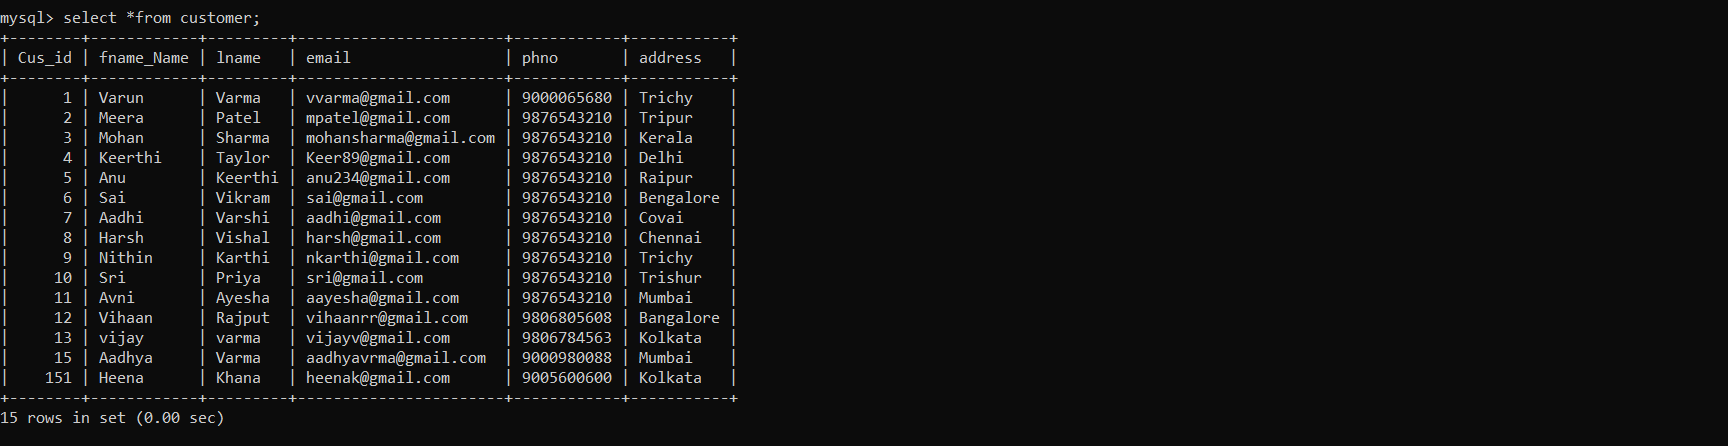 mysql> select *from customer;
+--------+------------+---------+-----------------------+------------+-----------+
| Cus_id | fname_Name | lname   | email                 | phno       | address   |
+--------+------------+---------+-----------------------+------------+-----------+
|      1 | Varun      | Varma   | vvarma@gmail.com      | 9000065680 | Trichy    |
|      2 | Meera      | Patel   | mpatel@gmail.com      | 9876543210 | Tripur    |
|      3 | Mohan      | Sharma  | mohansharma@gmail.com | 9876543210 | Kerala    |
|      4 | Keerthi    | Taylor  | Keer89@gmail.com      | 9876543210 | Delhi     |
|      5 | Anu        | Keerthi | anu234@gmail.com      | 9876543210 | Raipur    |
|      6 | Sai        | Vikram  | sai@gmail.com         | 9876543210 | Bengalore |
|      7 | Aadhi      | Varshi  | aadhi@gmail.com       | 9876543210 | Covai     |
|      8 | Harsh      | Vishal  | harsh@gmail.com       | 9876543210 | Chennai   |
|      9 | Nithin     | Karthi  | nkarthi@gmail.com     | 9876543210 | Trichy    |
|     10 | Sri        | Priya   | sri@gmail.com         | 9876543210 | Trishur   |
|     11 | Avni       | Ayesha  | aayesha@gmail.com     | 9876543210 | Mumbai    |
|     12 | Vihaan     | Rajput  | vihaanrr@gmail.com    | 9806805608 | Bangalore |
|     13 | vijay      | varma   | vijayv@gmail.com      | 9806784563 | Kolkata   |
|     15 | Aadhya     | Varma   | aadhyavrma@gmail.com  | 9000980088 | Mumbai    |
|    151 | Heena      | Khana   | heenak@gmail.com      | 9005600600 | Kolkata   |
+--------+------------+---------+-----------------------+------------+-----------+
15 rows in set (0.00 sec)